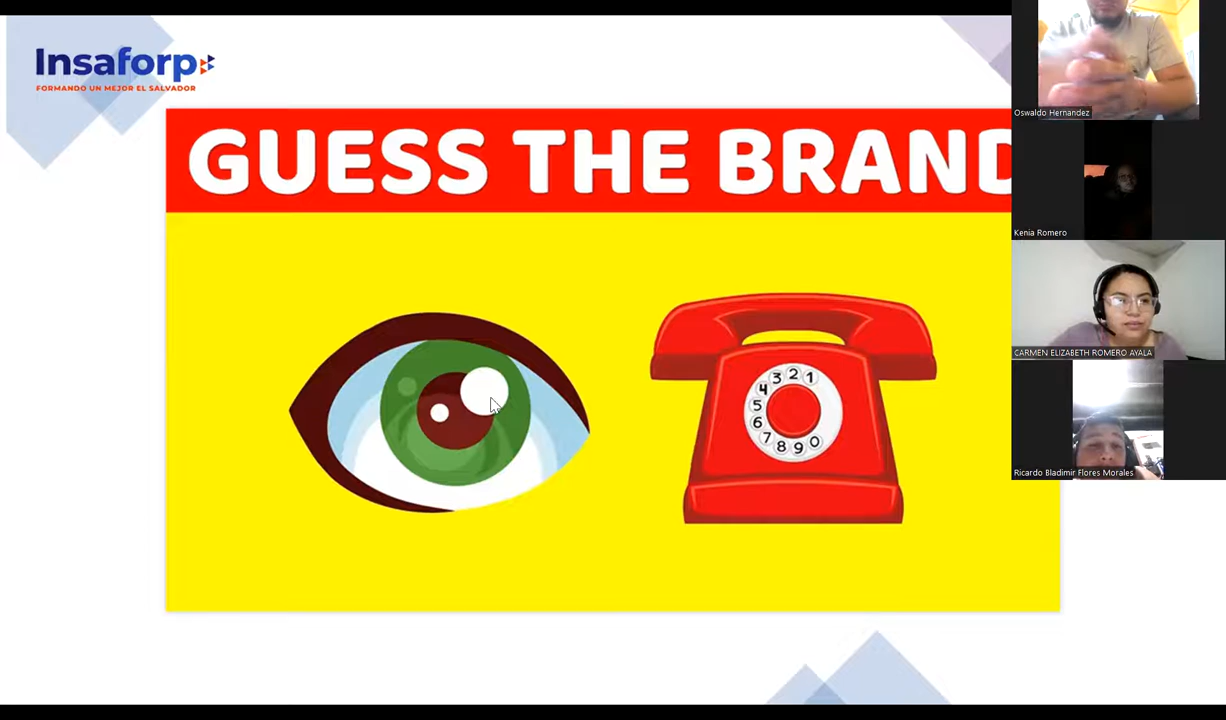 Insaforp
FORMANDO UN MEJOR EL SALVADOR
GUESS THE BRAND
1
2
3
4
5
6
7
8
9
0
Oswaldo Hernandez
Kenia Romero
CARMEN ELIZABETH ROMERO AYALA
Ricardo Bladimir Flores Morales